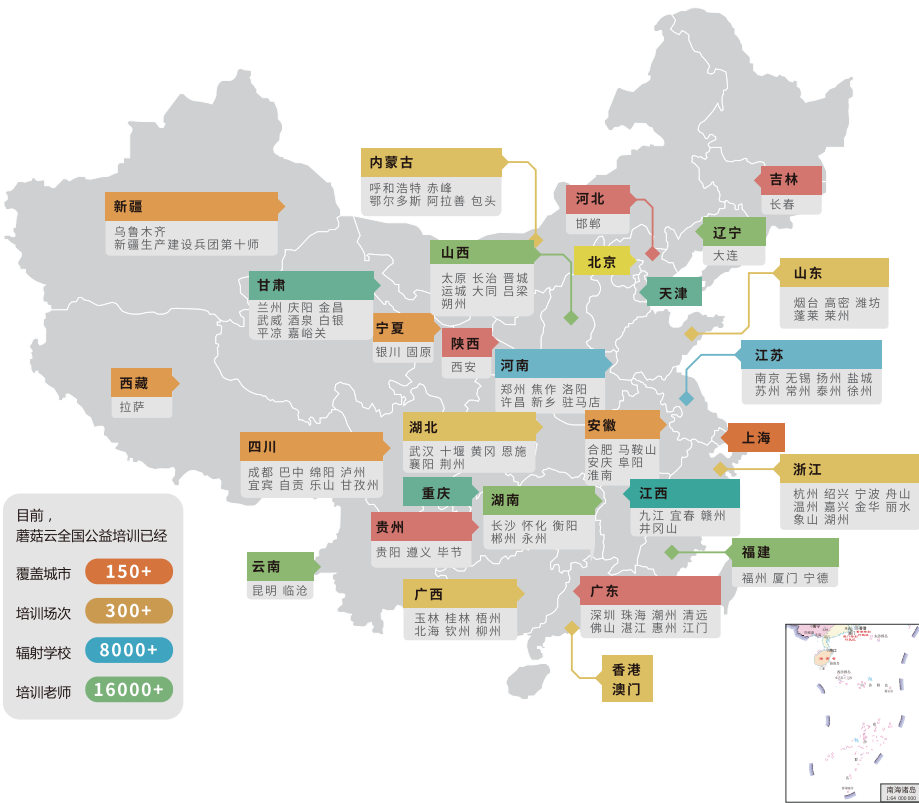 内蒙古
呼和浩特 赤峰
鄂尔多斯 阿拉善 包头
吉林
长春
河北
邯郸
新疆
乌鲁木齐
新疆生产建设兵团第十师
辽宁
大连
山西
太原 长治 晋城
运城 大同 吕梁
朔州
北京
山东
烟台 高密 潍坊
蓬莱 莱州
甘肃
兰州 庆阳 金昌
武威 酒泉 白银
平凉 嘉峪关
天津
宁夏
银川 固原
陕西
西安
河南
郑州 焦作 洛阳
许昌 新乡 驻马店
江苏
南京 无锡 扬州 盐城
苏州 常州 泰州 徐州
西藏
拉萨
湖北
武汉 十堰 黄冈 恩施
襄阳 荆州
安徽
合肥 马鞍山
安庆 阜阳
淮南
上海
四川
成都 巴中 绵阳 泸州
宜宾 自贡 乐山 甘孜州
浙江
杭州 绍兴 宁波 舟山
温州 嘉兴 金华 丽水
象山 湖州
重庆
湖南
长沙 怀化 衡阳
郴州 永州
江西
九江 宜春 赣州
井冈山
贵州
贵阳 遵义 毕节
福建
福州 厦门 宁德
云南
昆明 临沧
广西
玉林 桂林 梧州
北海 钦州 柳州
广东
深圳 珠海 潮州 清远
佛山 湛江 惠州 江门
香港
澳门
目前，
蘑菇云全国公益培训已经
覆盖城市 150+
培训场次 300+
辐射学校 8000+
培训老师 16000+
南海诸岛
1:64 000 000